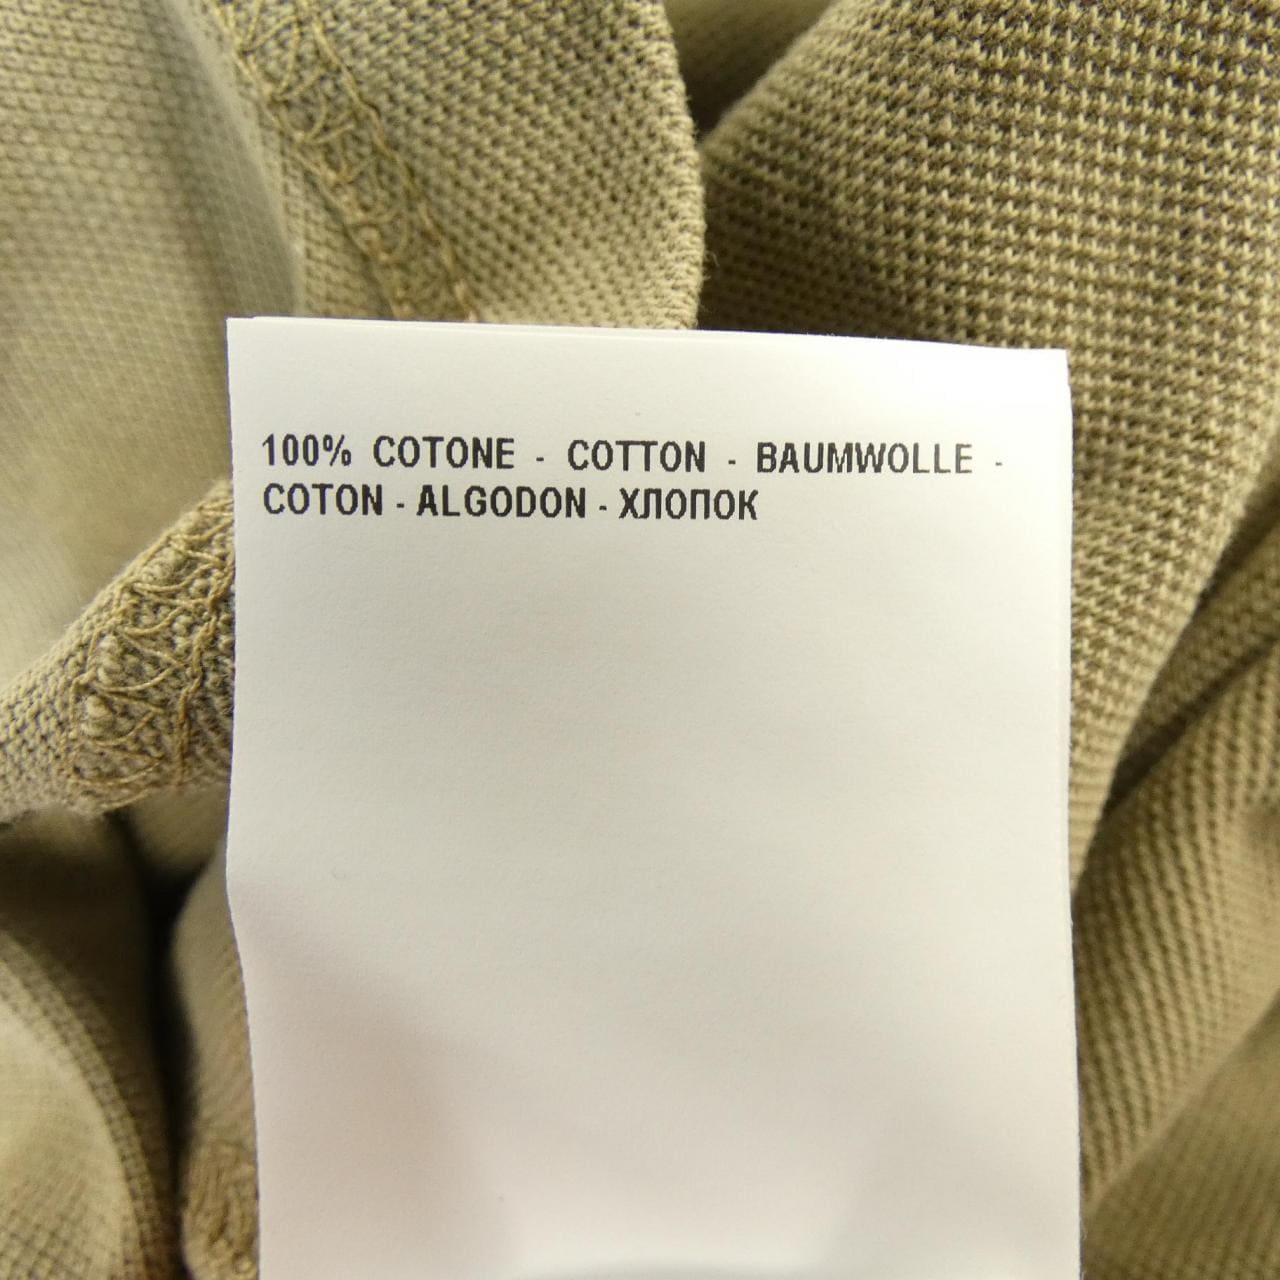 100% COTONE - COTTON - BAUMWOLLE -
COTON - ALGODON - ХЛОПОК